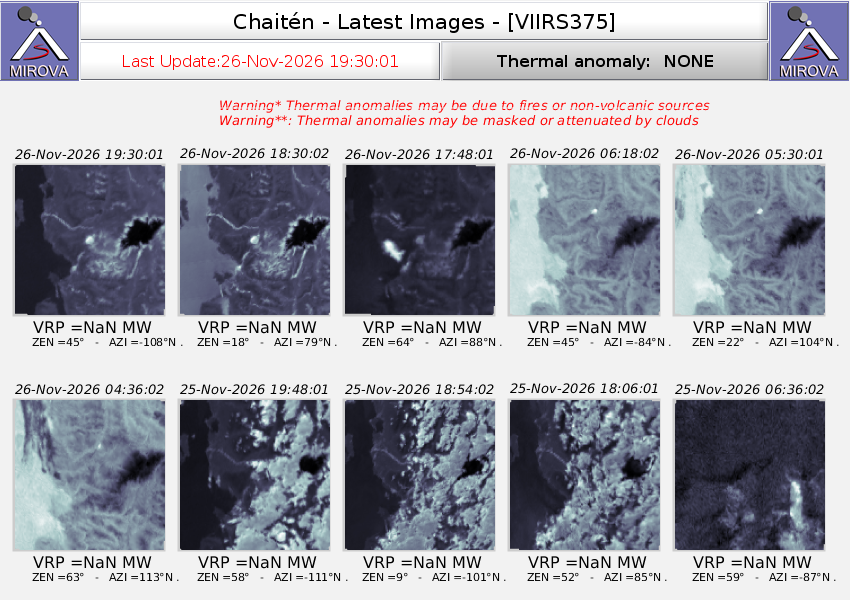 Chaitén - Latest Images - [VIIRS375]
MIROVA
Last Update:26-Nov-2026 19:30:01
Thermal anomaly: NONE
MIROVA
Warning* Thermal anomalies may be due to fires or non-volcanic sources
Warning**: Thermal anomalies may be masked or attenuated by clouds
26-Nov-2026 19:30:01 26-Nov-2026 18:30:02 26-Nov-2026 17:48:01 26-Nov-2026 06:18:02 26-Nov-2026 05:30:01
VRP =NaN MW VRP =NaN MW VRP =NaN MW VRP =NaN MW VRP =NaN MW
ZEN =45° - AZI =-108°N . ZEN =18° - AZI =79°N . ZEN =64° - AZI =88°N . ZEN =45° - AZI =-84°N . ZEN =22° - AZI =104°N .
26-Nov-2026 04:36:02 25-Nov-2026 19:48:01 25-Nov-2026 18:54:02 25-Nov-2026 18:06:01 25-Nov-2026 06:36:02
VRP =NaN MW VRP =NaN MW VRP =NaN MW VRP =NaN MW VRP =NaN MW
ZEN =63° - AZI =113°N . ZEN =58° - AZI =-111°N . ZEN =9° - AZI =-101°N . ZEN =52° - AZI =85°N . ZEN =59° - AZI =-87°N .